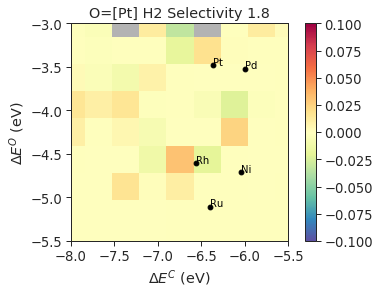 O=[Pt] H2 Selectivity 1.8
−3.0
−3.5
−4.0
−4.5
−5.0
−5.5
ΔE^O (eV)
Pt
Pd
Rh
Ni
Ru
−8.0 −7.5 −7.0 −6.5 −6.0 −5.5
ΔE^C (eV)
0.100
0.075
0.050
0.025
0.000
−0.025
−0.050
−0.075
−0.100